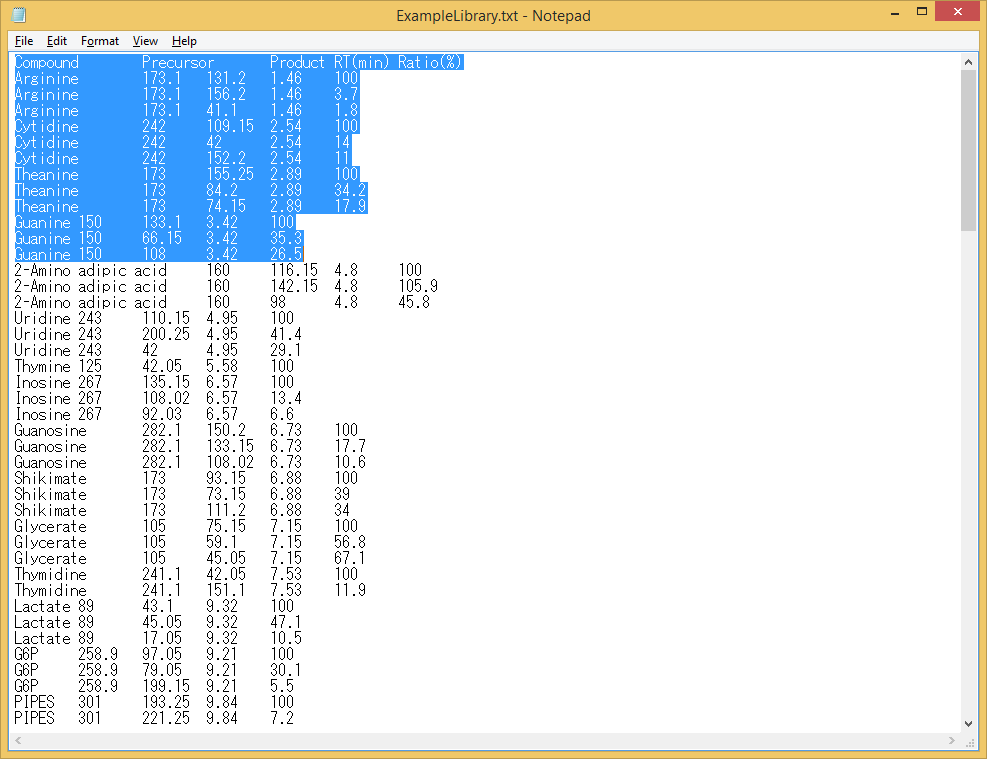 ExampleLibrary.txt - Notepad
File Edit Format View Help
Compound Precursor Product RT(min) Ratio(%)
Arginine 173.1 131.2 1.46 100
Arginine 173.1 156.2 1.46 3.7
Arginine 173.1 41.1 1.46 1.8
Cytidine 242 109.15 2.54 100
Cytidine 242 42 2.54 14
Cytidine 242 152.2 2.54 11
Theanine 173 155.25 2.89 100
Theanine 173 84.2 2.89 34.2
Theanine 173 74.15 2.89 17.9
Guanine 150 133.1 3.42 100
Guanine 150 66.15 3.42 35.3
Guanine 150 108 3.42 26.5
2-Amino adipic acid 160 116.15 4.8 100
2-Amino adipic acid 160 142.15 4.8 105.9
2-Amino adipic acid 160 98 4.8 45.8
Uridine 243 110.15 4.95 100
Uridine 243 200.25 4.95 41.4
Uridine 243 42 4.95 29.1
Thymine 125 42.05 5.58 100
Inosine 267 135.15 6.57 100
Inosine 267 108.02 6.57 13.4
Inosine 267 92.03 6.57 6.6
Guanosine 282.1 150.2 6.73 100
Guanosine 282.1 133.15 6.73 17.7
Guanosine 282.1 108.02 6.73 10.6
Shikimate 173 93.15 6.88 100
Shikimate 173 73.15 6.88 39
Shikimate 173 111.2 6.88 34
Glycerate 105 75.15 7.15 100
Glycerate 105 59.1 7.15 56.8
Glycerate 105 45.05 7.15 67.1
Thymidine 241.1 42.05 7.53 100
Thymidine 241.1 151.1 7.53 11.9
Lactate 89 43.1 9.32 100
Lactate 89 45.05 9.32 47.1
Lactate 89 17.05 9.32 10.5
G6P 258.9 97.05 9.21 100
G6P 258.9 79.05 9.21 30.1
G6P 258.9 199.15 9.21 5.5
PIPES 301 193.25 9.84 100
PIPES 301 221.25 9.84 7.2